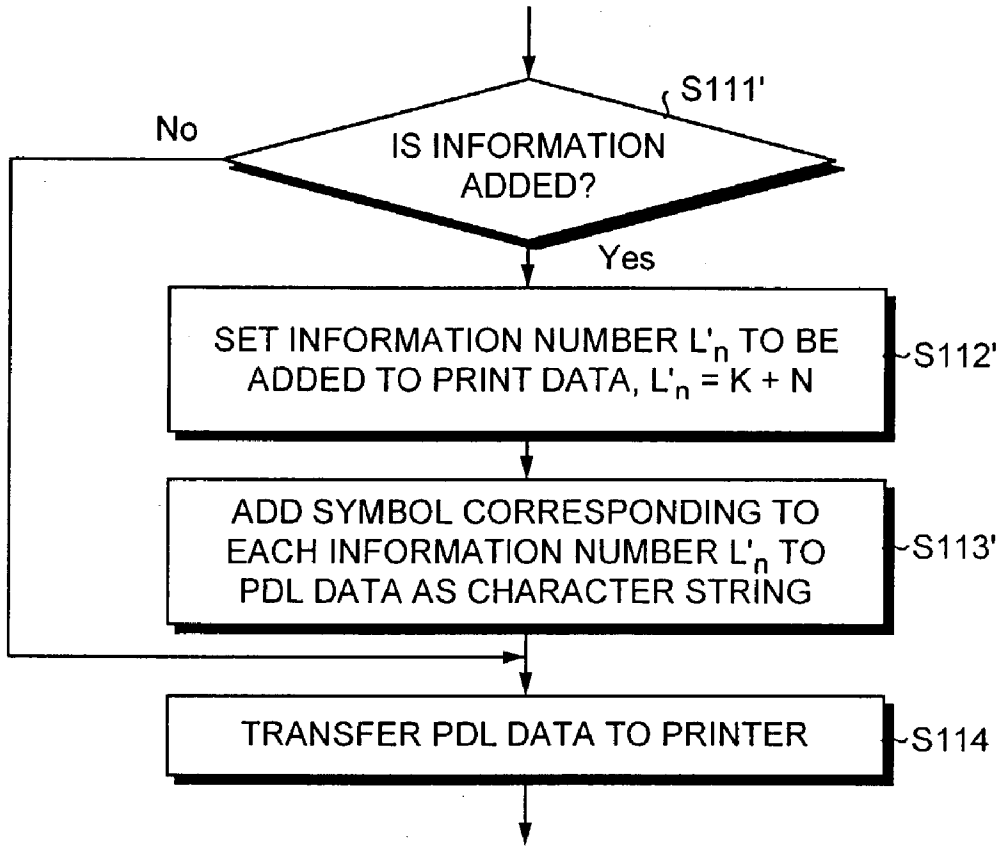 S111'
No
IS INFORMATION
ADDED?
Yes
SET INFORMATION NUMBER L'n TO BE
ADDED TO PRINT DATA, L'n = K + N
S112'
ADD SYMBOL CORRESPONDING TO
EACH INFORMATION NUMBER L'n TO
PDL DATA AS CHARACTER STRING
S113'
TRANSFER PDL DATA TO PRINTER
S114